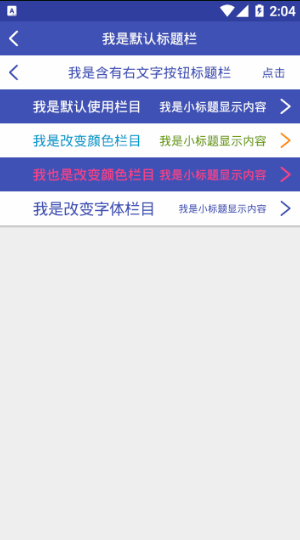 A 2:04
我是默认标题栏
我是含有右文字按钮标题栏 点击
我是默认使用栏目 我是小标题显示内容
我是改变颜色栏目 我是小标题显示内容
我也是改变颜色栏目 我是小标题显示内容
我是改变字体栏目 我是小标题显示内容